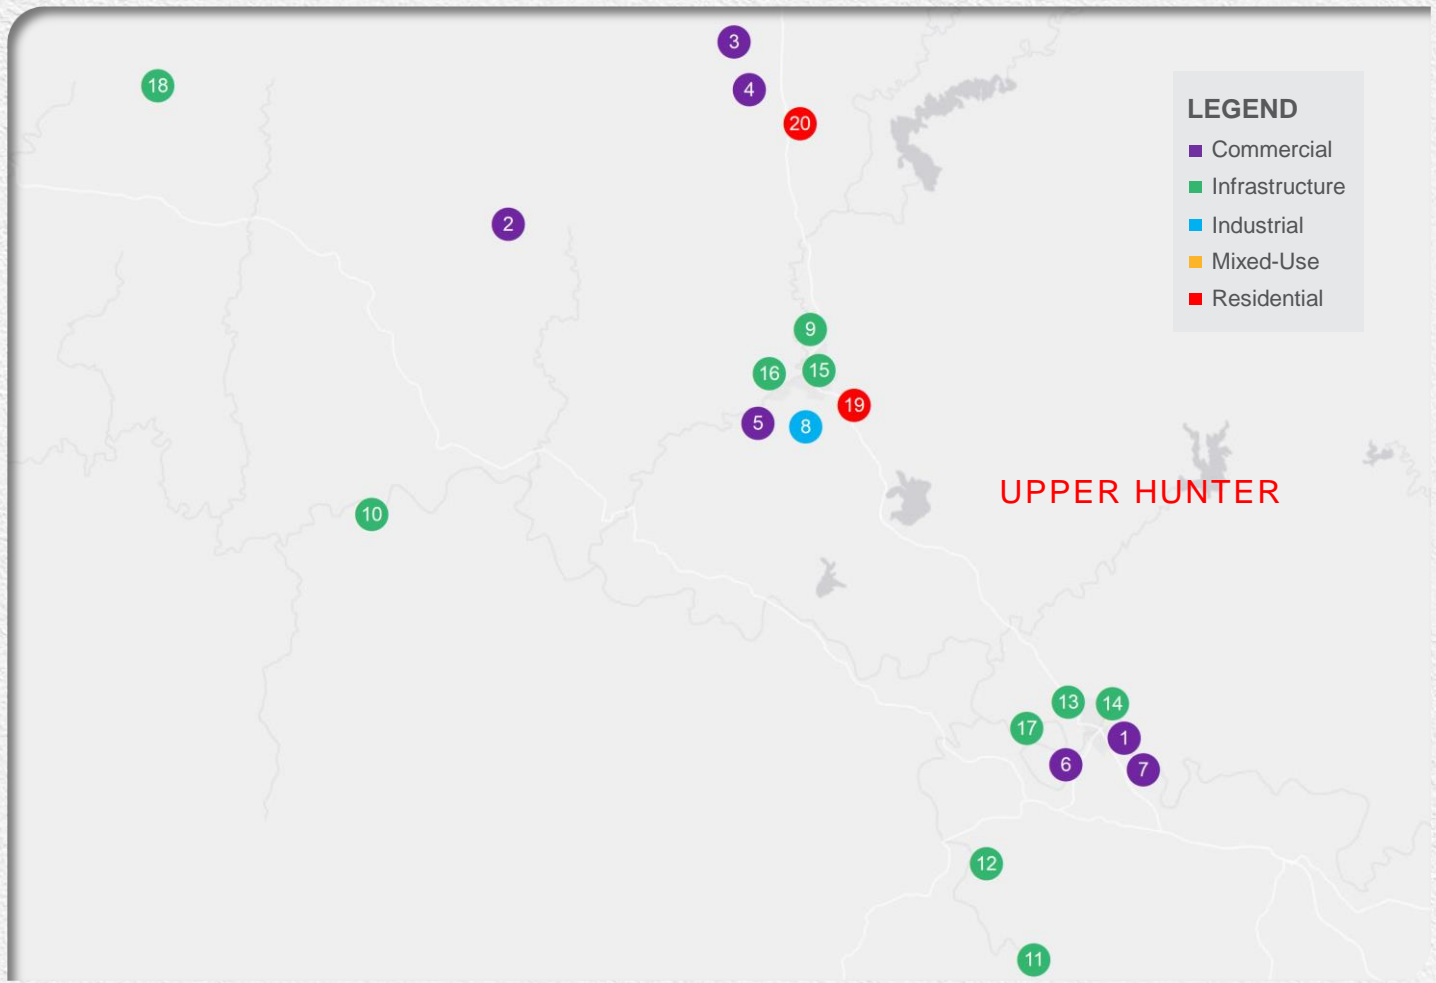 3
18
4
LEGEND
20
Commercial
Infrastructure
2
Industrial
Mixed-Use
Residential
9
16
15
19
5
8
UPPER HUNTER
10
13
14
17
1
6
7
12
11